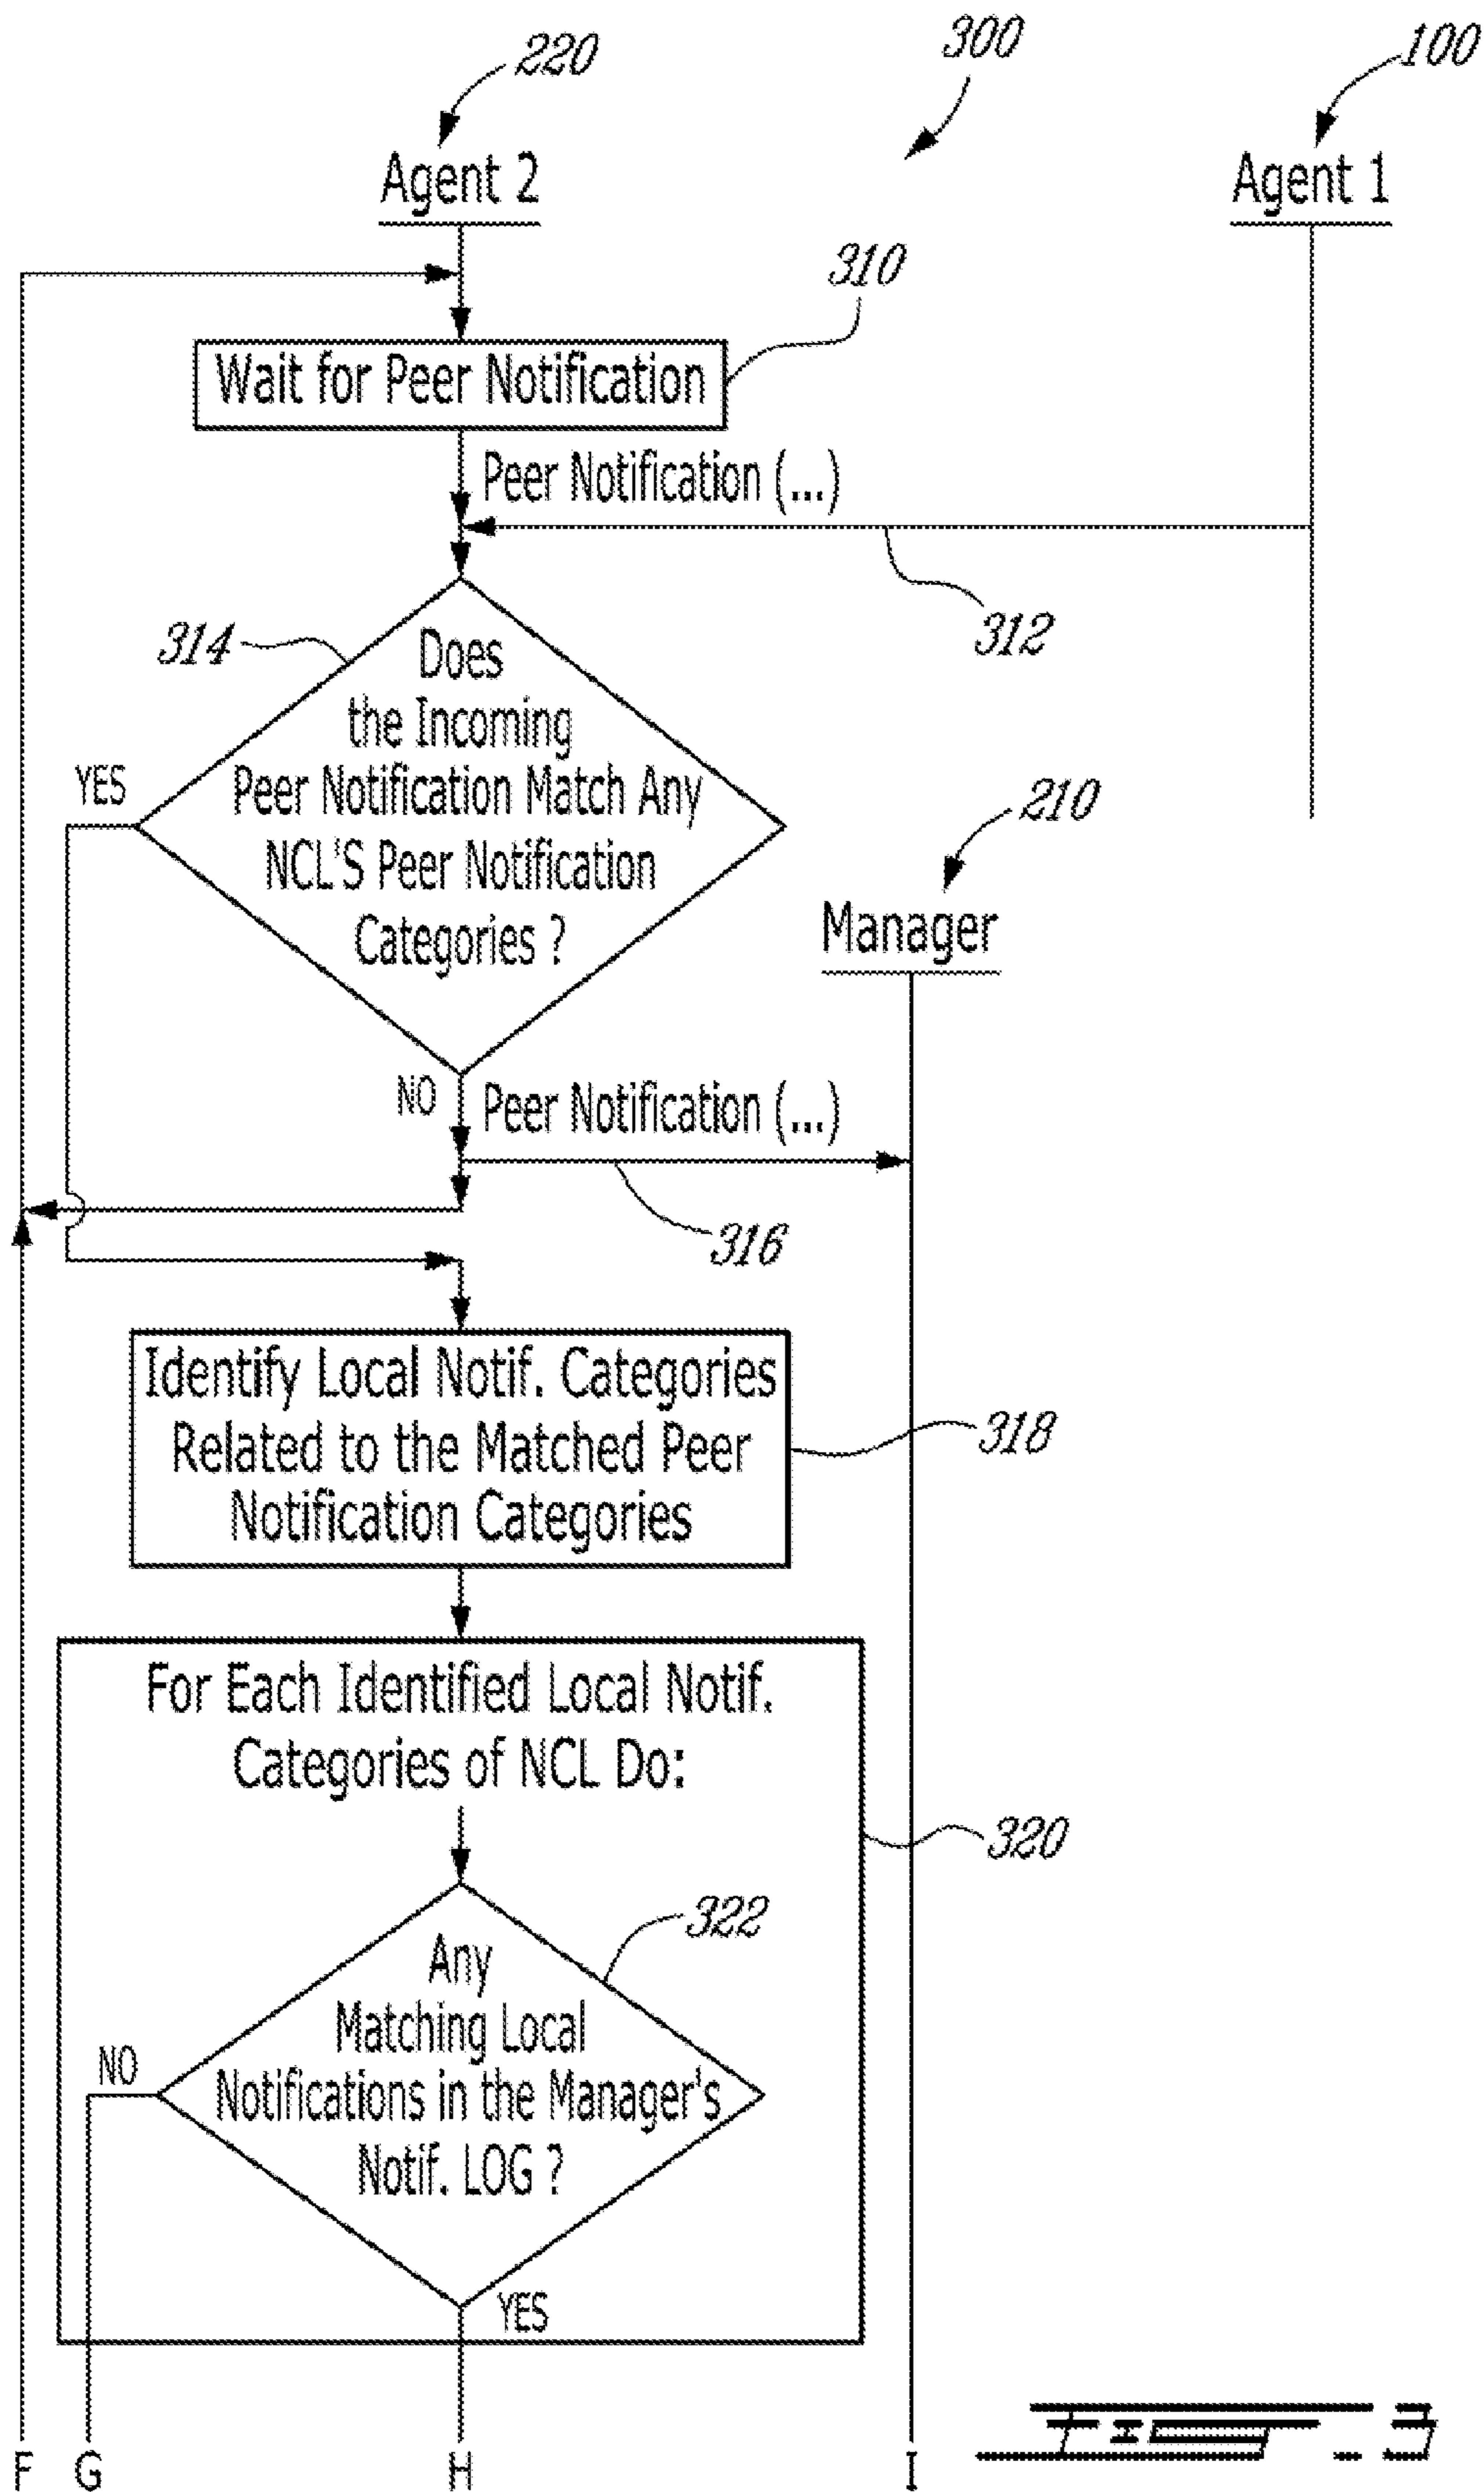 220
300
100
Agent 2
Agent 1
310
Wait for Peer Notification
Peer Notification (...)
312
314
Does
the Incoming
Peer Notification Match Any
NCL'S Peer Notification
Categories ?
YES
210
Manager
NO
Peer Notification (...)
316
Identify Local Notif. Categories
Related to the Matched Peer
Notification Categories
318
For Each Identified Local Notif.
Categories of NCL Do:
320
322
Any
Matching Local
Notifications in the Manager's
Notif. LOG ?
NO
YES
F
G
H
I